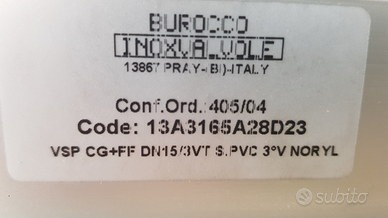 BUROCCO
INOXVALVOLE
13867 PRAY-(BI)-ITALY
Conf.Ord.:405/04
Code: 13A3165A28D23
VSP CG+FF DN15/3VT S.PVC 3°V NORYL
subito